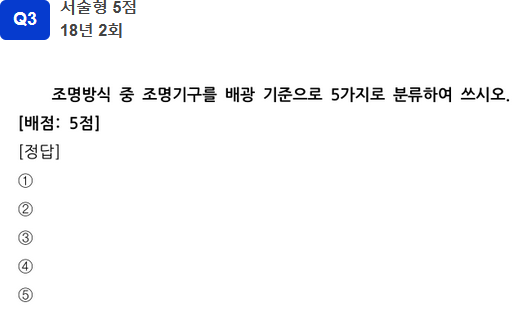 Q3
서술형 5점
18년 2회
조명방식 중 조명기구를 배광 기준으로 5가지로 분류하여 쓰시오.
[배점: 5점]
[정답]
①
②
③
④
⑤